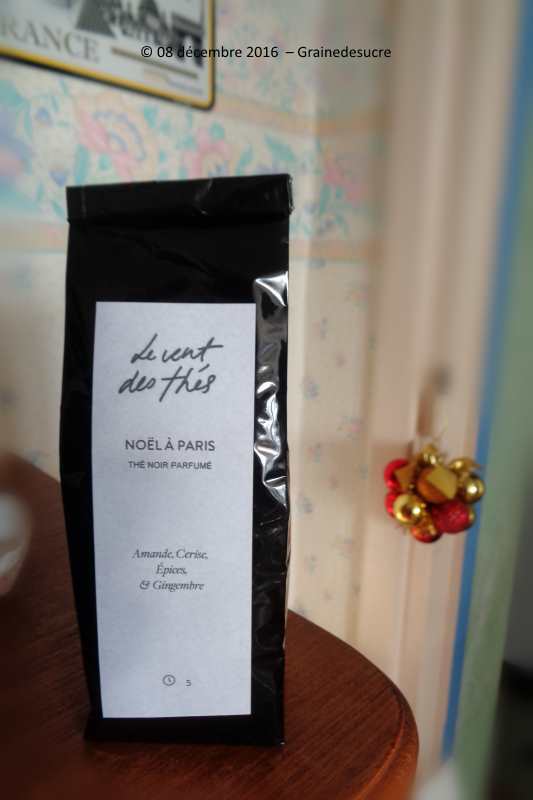 © 08 décembre 2016 – Grainedesucre
RANCE
Le vent
des thés
NOËL À PARIS
THÉ NOIR PARFUMÉ
Amande, Cerise,
Épices,
& Gingembre
5